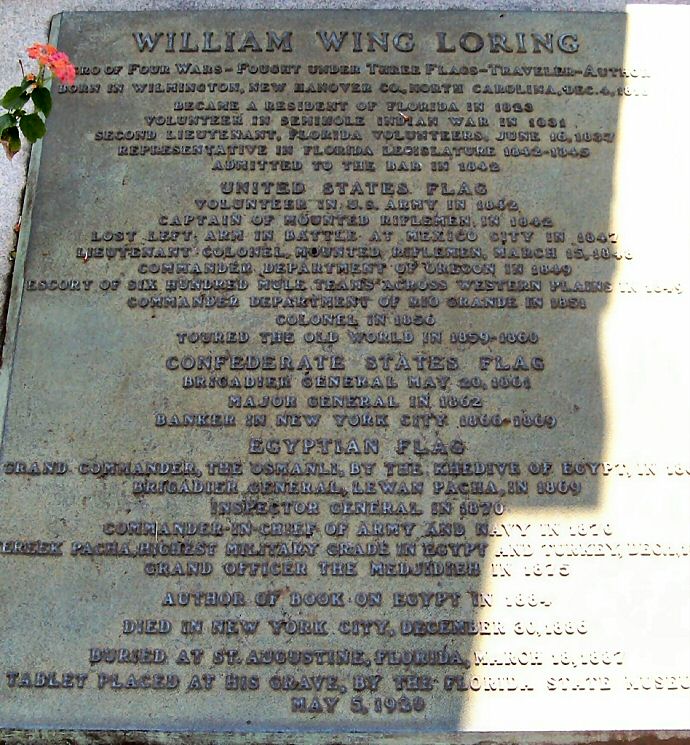 WILLIAM WING LORING
OF FOUR WARS - FOUGHT UNDER THREE FLAGS - TRAVELER - AUTHOR
BORN IN WILMINGTON, NEW HANOVER CO., NORTH CAROLINA, DEC. 4,
BECAME A RESIDENT OF FLORIDA IN 1823
VOLUNTEER IN SEMINOLE INDIAN WAR IN 1831
SECOND LIEUTENANT, FLORIDA VOLUNTEERS, JUNE 16, 1837
REPRESENTATIVE IN FLORIDA LEGISLATURE 1842-1845
ADMITTED TO THE BAR IN 1842
UNITED STATES FLAG
VOLUNTEER IN U.S. ARMY IN
CAPTAIN OF MOUNTED RIFLEMEN, IN 1842
LOST LEFT ARM IN BATTLE AT MEXICO CITY IN 1847
LIEUTENANT COLONEL, MOUNTED RIFLEMEN, MARCH 15,
COMMANDER DEPARTMENT OF OREGON IN 1849
ESCORT OF SIX HUNDRED MULE TEAMS ACROSS WESTERN PLAINS IN 1849
COMMANDER DEPARTMENT OF RIO GRANDE IN 1851
COLONEL IN 1856
TOURED THE OLD WORLD IN 1859-1860
CONFEDERATE STATES FLAG
BRIGADIER GENERAL MAY 20, 1861
MAJOR GENERAL IN 1862
BANKER IN NEW YORK CITY 1866-1869
EGYPTIAN FLAG
GRAND COMMANDER, THE OSMANLI, BY THE KHEDIVE OF EGYPT, IN
BRIGADIER GENERAL, LEWAN PACHA, IN 1869
INSPECTOR GENERAL IN 1870
COMMANDER-IN-CHIEF OF ARMY AND NAVY IN 1870
FEREEK PACHA, HIGHEST MILITARY GRADE IN EGYPT AND TURKEY,
GRAND OFFICER THE MEDJIDIEH IN 1875
AUTHOR OF BOOK ON EGYPT IN 1884
DIED IN NEW YORK CITY, DECEMBER 30, 1886
BURIED AT ST. AUGUSTINE, FLORIDA, MARCH 18, 1887
TABLET PLACED AT HIS GRAVE, BY THE FLORIDA STATE
MAY 5, 1920